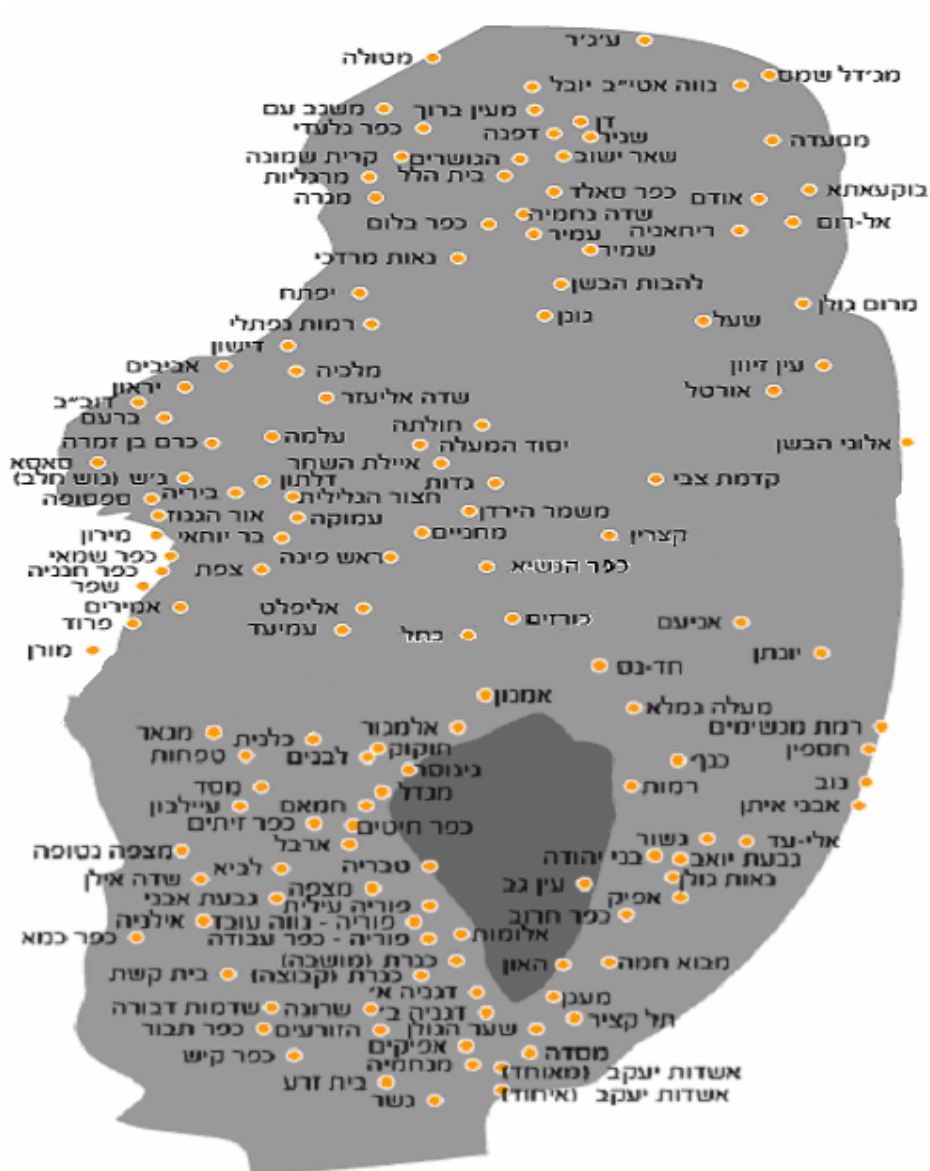 ע'ג'ר
מטולה
מג'דל שמס
נווה אטי"ב
יובל
משגב עם
מעין ברוך
דן
כפר גלעדי
דפנה
שניר
מסעדה
קרית שמונה
הגושרים
שאר ישוב
מרגליות
בית הלל
מנרה
כפר סאלד
אודם
בוקעאתא
שדה נחמיה
כפר בלום
עמיר
ריחאניה
אל-רום
שמיר
נאות מרדכי
להבות הבשן
יפתח
מרום גולן
גונן
שעל
רמות נפתלי
דישון
אביבים
מלכיה
עין זיוון
יראון
אורטל
דוב"ב
שדה אליעזר
ברעם
חולתה
כרם בן זמרה
עלמה
יסוד המעלה
אלוני הבשן
סאסא
איילת השחר
ג'יש (גוש חלב)
דלתון
גדות
קדמת צבי
ספסופה
ביריה
חצור הגלילית
אור הגנוז
עמוקה
משמר הירדן
מירון
בר יוחאי
מחניים
קצרין
כפר שמאי
ראש פינה
כפר חנניה
צפת
כפר הנשיא
שפר
אמירים
אליפלט
כורזים
פרוד
עמיעד
כחל
אניעם
מורן
יונתן
חד-נס
אמנון
מעלה גמלא
מגאר
כלנית
אלמגור
רמת מגשימים
טפחות
לבנים
חוקוק
כנף
חספין
גינוסר
מסד
מגדל
רמות
נוב
עיילבון
חמאם
אבני איתן
כפר זיתים
כפר חיטים
מצפה נטופה
ארבל
גשור
אלי-עד
בני יהודה
גבעת יואב
שדה אילן
לביא
טבריה
נאות גולן
מצפה
עין גב
גבעת אבני
פוריה עילית
אפיק
אילניה
פוריה - נווה עובד
כפר חרוב
כפר כמא
פוריה - כפר עבודה
אלומות
כנרת (מושבה)
האון
מבוא חמה
בית קשת
כנרת (קבוצה)
דגניה א'
מעגן
שדמות דבורה
שרונה
דגניה ב'
תל קציר
כפר תבור
הזורעים
שער הגולן
אפיקים
כפר קיש
מסדה
מנחמיה
אשדות יעקב (מאוחד)
בית זרע
אשדות יעקב (איחוד)
גשר